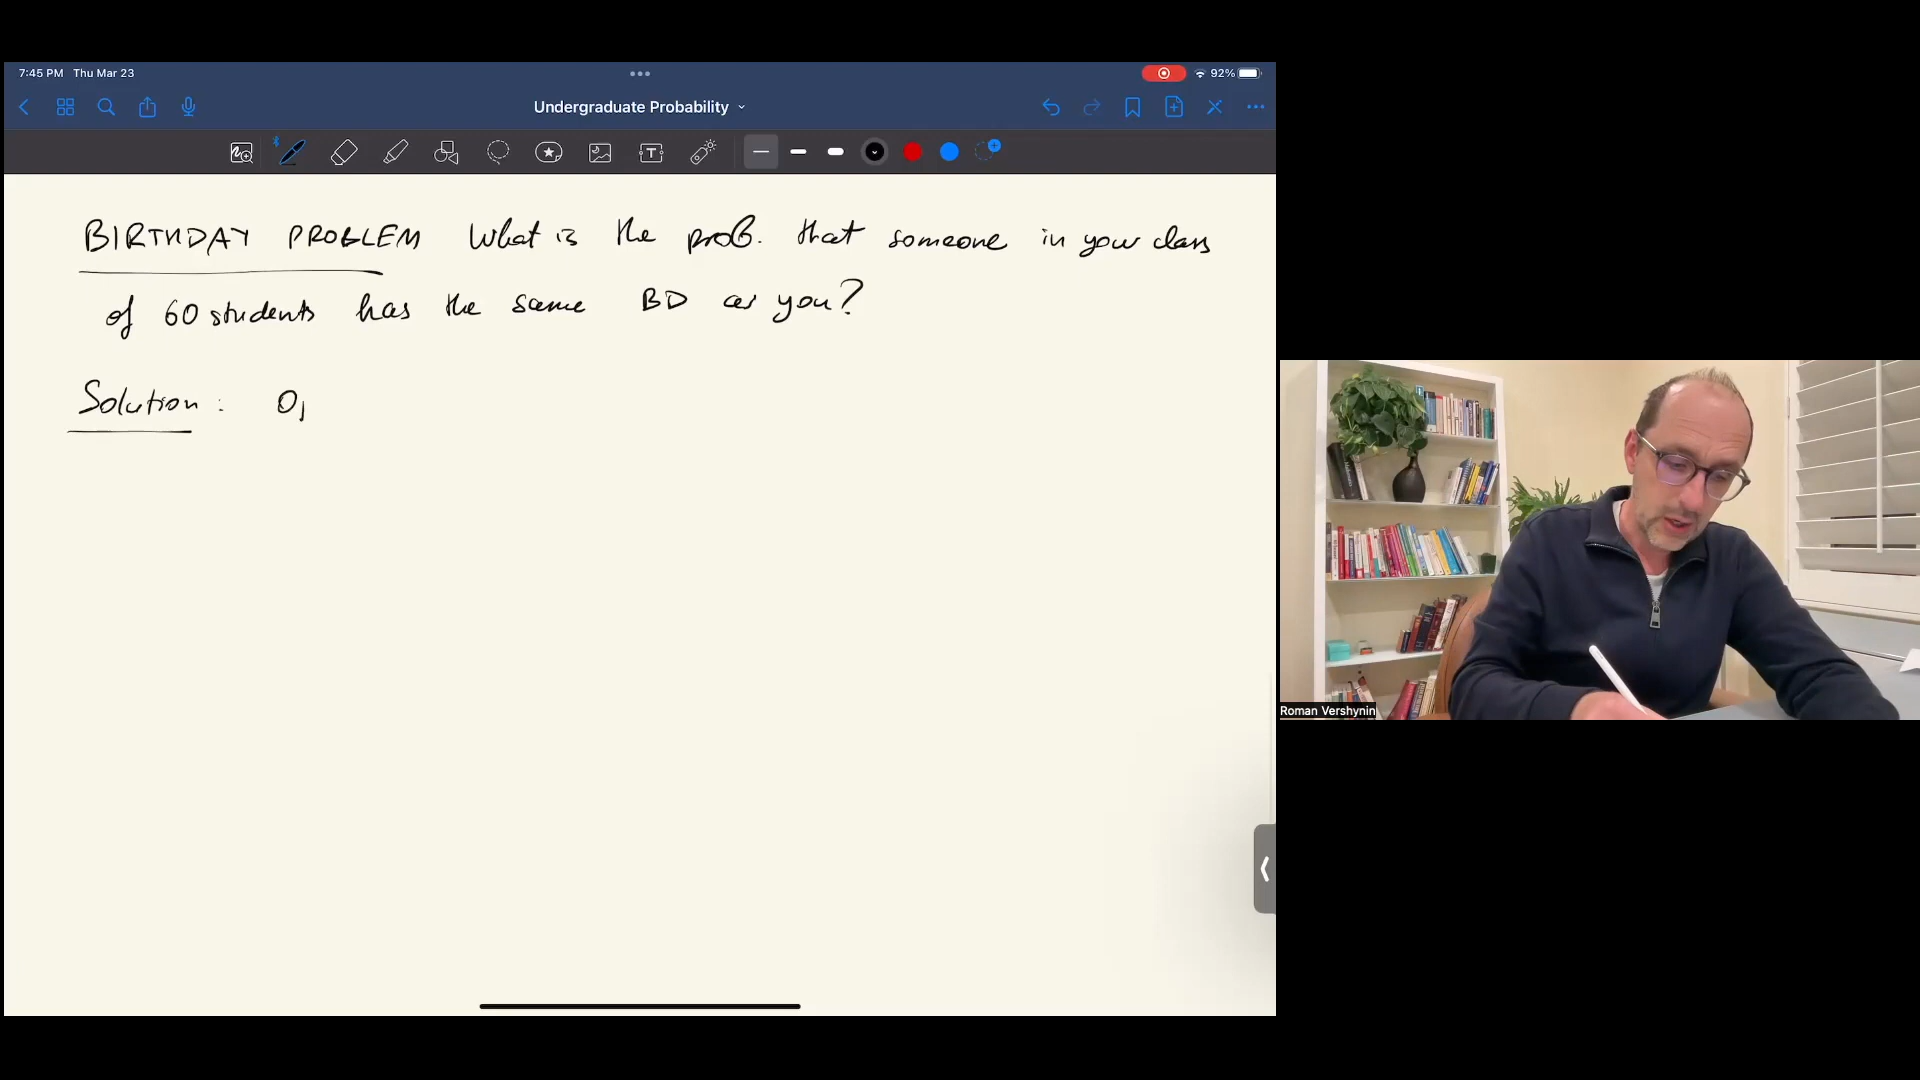 7:45 PM Thu Mar 23
92%
Undergraduate Probability
BIRTHDAY PROBLEM What is the prob. that someone in your class
of 60 students has the same BD as you?
Solution:
Roman Vershynin